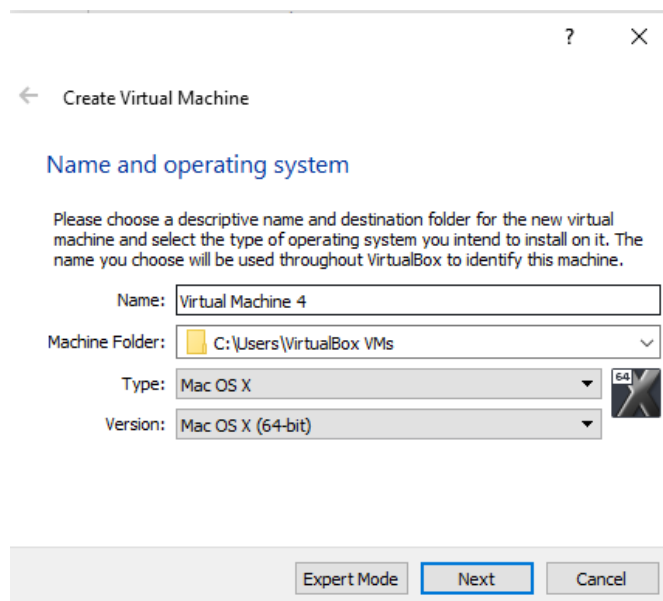 ?
Create Virtual Machine
Name and operating system
Please choose a descriptive name and destination folder for the new virtual
machine and select the type of operating system you intend to install on it. The
name you choose will be used throughout VirtualBox to identify this machine.
Name: Virtual Machine 4
Machine Folder: C:\Users\VirtualBox VMs
Type: Mac OS X 64
Version: Mac OS X (64-bit)
Expert Mode Next Cancel